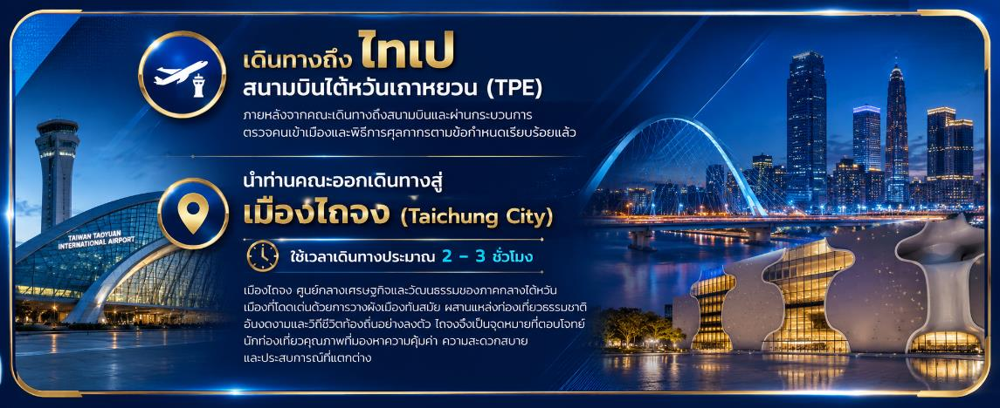 เดินทางถึง ไทเป
สนามบินไต้หวันเถาหยวน (TPE)
ภายหลังจากคณะเดินทางถึงสนามบินและผ่านกระบวนการ
ตรวจคนเข้าเมืองและพิธีการศุลกากรตามข้อกำหนดเรียบร้อยแล้ว
นำท่านคณะออกเดินทางสู่
เมืองไถจง (Taichung City)
ใช้เวลาเดินทางประมาณ 2 – 3 ชั่วโมง
เมืองไถจง ศูนย์กลางเศรษฐกิจและวัฒนธรรมของภาคกลางไต้หวัน
เมืองที่โดดเด่นด้วยการวางผังเมืองทันสมัย ผสานแหล่งท่องเที่ยวธรรมชาติ
อันงดงามและวิถีชีวิตท้องถิ่นอย่างลงตัว ไถจงจึงเป็นจุดหมายที่ตอบโจทย์
นักท่องเที่ยวคุณภาพที่มองหาความคุ้มค่า ความสะดวกสบาย
และประสบการณ์ที่แตกต่าง
TAIWAN TAOYUAN
INTERNATIONAL AIRPORT